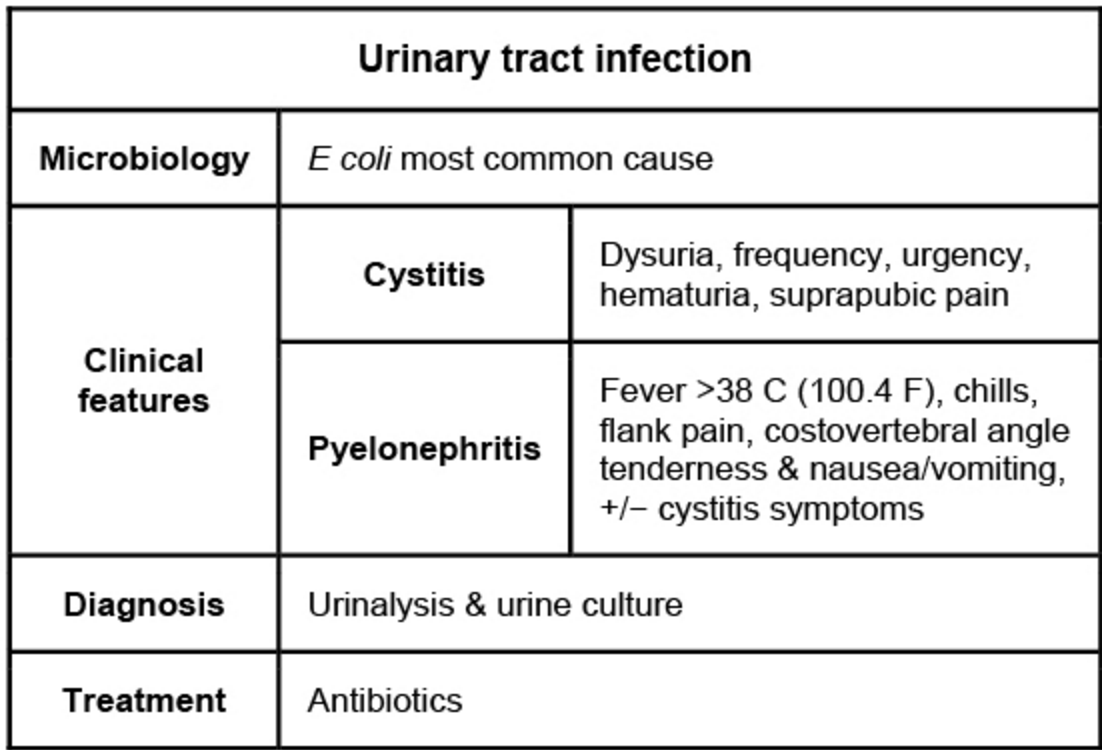 Urinary tract infection
Microbiology
E coli most common cause
Clinical
features
Cystitis
Dysuria, frequency, urgency,
hematuria, suprapubic pain
Pyelonephritis
Fever >38 C (100.4 F), chills,
flank pain, costovertebral angle
tenderness & nausea/vomiting,
+/− cystitis symptoms
Diagnosis
Urinalysis & urine culture
Treatment
Antibiotics